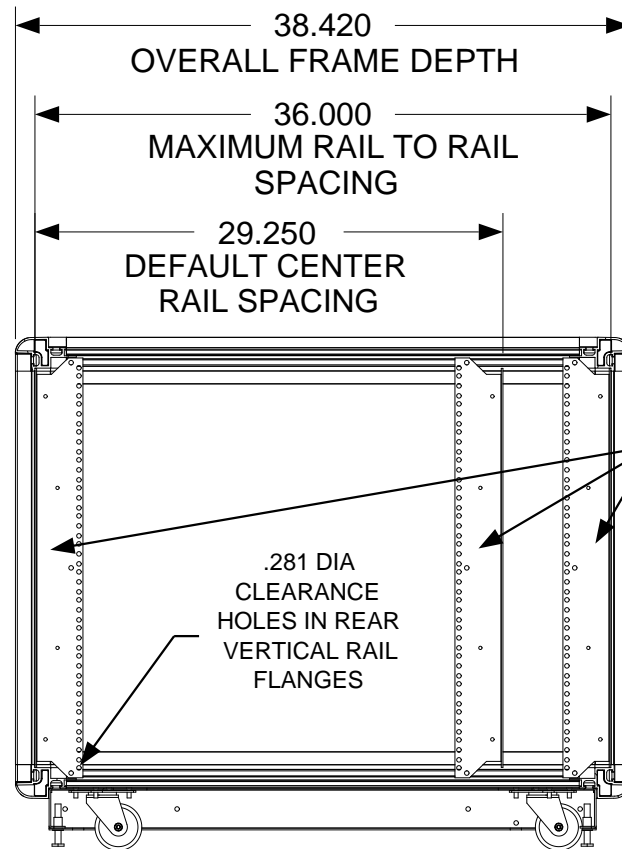 38.420
OVERALL FRAME DEPTH
36.000
MAXIMUM RAIL TO RAIL
SPACING
29.250
DEFAULT CENTER
RAIL SPACING
.281 DIA
CLEARANCE
HOLES IN REAR
VERTICAL RAIL
FLANGES